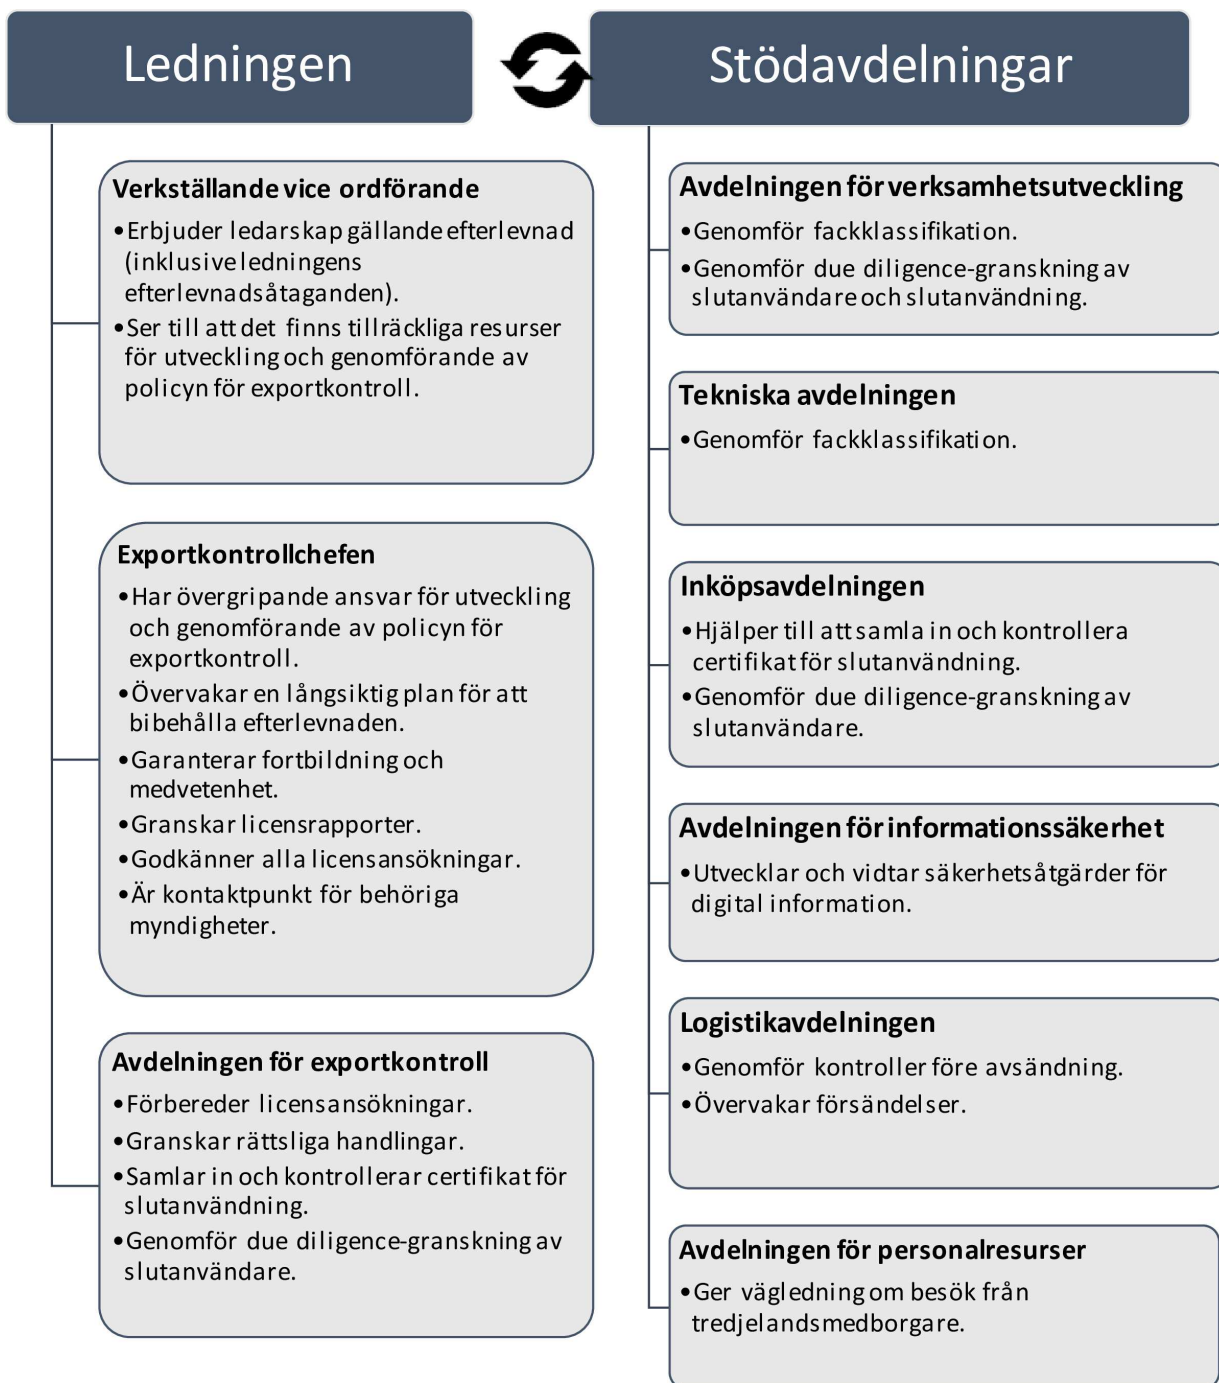 Ledningen
Verkställande vice ordförande
•Erbjuder ledarskap gällande efterlevnad
(inklusive ledningens
efterlevnadsåtaganden).
•Ser till att det finns tillräckliga resurser
för utveckling och genomförande av
policyn för exportkontroll.
Exportkontrollchefen
•Har övergripande ansvar för utveckling
och genomförande av policyn för
exportkontroll.
•Övervakar en långsiktig plan för att
bibehålla efterlevnaden.
•Garanterar fortbildning och
medvetenhet.
•Granskar licensrapporter.
•Godkänner alla licensansökningar.
•Är kontaktpunkt för behöriga
myndigheter.
Avdelningen för exportkontroll
•Förbereder licensansökningar.
•Granskar rättsliga handlingar.
•Samlar in och kontrollerar certifikat för
slutanvändning.
•Genomför due diligence-granskning av
slutanvändare.
Stödavdelningar
Avdelningen för verksamhetsutveckling
•Genomför fackklassifikation.
•Genomför due diligence-granskning av
slutanvändare och slutanvändning.
Tekniska avdelningen
•Genomför fackklassifikation.
Inköpsavdelningen
•Hjälper till att samla in och kontrollera
certifikat för slutanvändning.
•Genomför due diligence-granskning av
slutanvändare.
Avdelningen för informationssäkerhet
•Utvecklar och vidtar säkerhetsåtgärder för
digital information.
Logistikavdelningen
•Genomför kontroller före avsändning.
•Övervakar försändelser.
Avdelningen för personalresurser
•Ger vägledning om besök från
tredjelandsmedborgare.